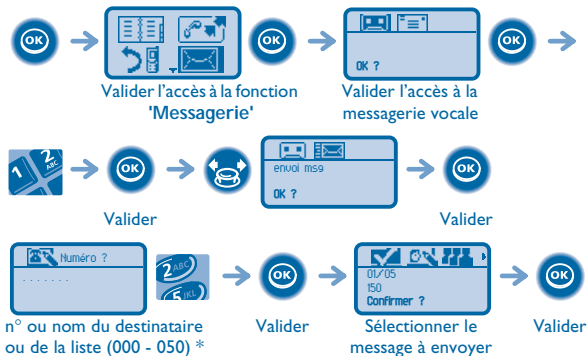 OK
OK
OK ?
OK
Valider l'accès à la fonction
'Messagerie'
Valider l'accès à la
messagerie vocale
1 2 ABC
OK
envoi msg
OK ?
OK
Valider
Valider
Numéro ?
. . . . . . .
2 ABC
5 JKL
OK
01/05
150
Confirmer ?
OK
n° ou nom du destinataire
ou de la liste (000 - 050) *
Valider
Sélectionner le
message à envoyer
Valider